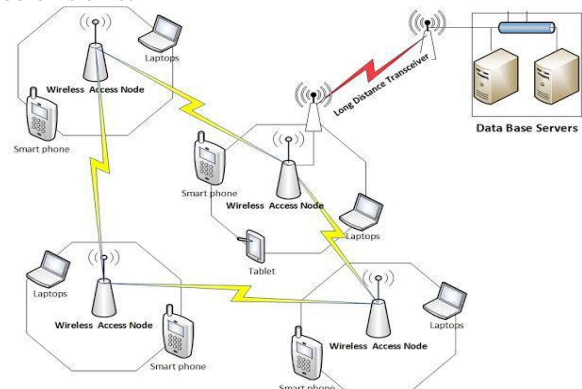 Laptops
Wireless Access Node
Smart phone
Long Distance Transceiver
Data Base Servers
Smart phone
Wireless Access Node
Laptops
Tablet
Laptops
Wireless Access Node
Smart phone
Laptops
Wireless Access Node
Smart phone